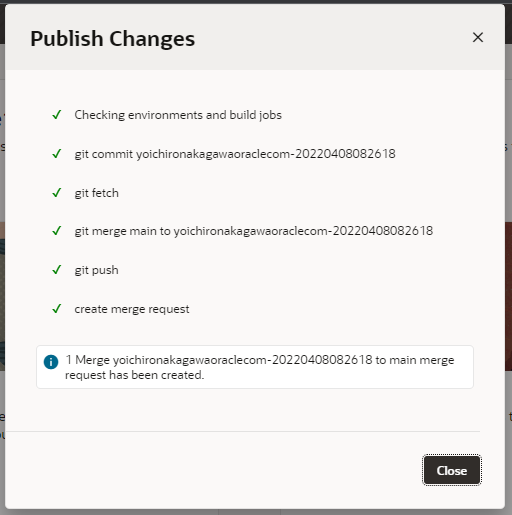 Publish Changes
Checking environments and build jobs
git commit yoichironakagawaoraclecom-20220408082618
git fetch
git merge main to yoichironakagawaoraclecom-20220408082618
git push
create merge request
1 Merge yoichironakagawaoraclecom-20220408082618 to main merge
request has been created.
Close